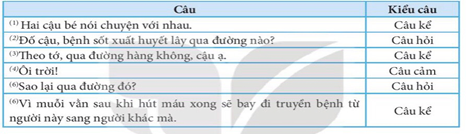 Câu Kiểu câu
(1) Hai cậu bé nói chuyện với nhau. Câu kể
(2)Đố cậu, bệnh sốt xuất huyết lây qua đường nào? Câu hỏi
(3)Theo tớ, qua đường hàng không, cậu ạ. Câu kể
(4)Ôi trời! Câu cảm
(5)Sao lại qua đường đó? Câu hỏi
(6)Vì muỗi vằn sau khi hút máu xong sẽ bay đi truyền bệnh từ
người này sang người khác mà. Câu kể